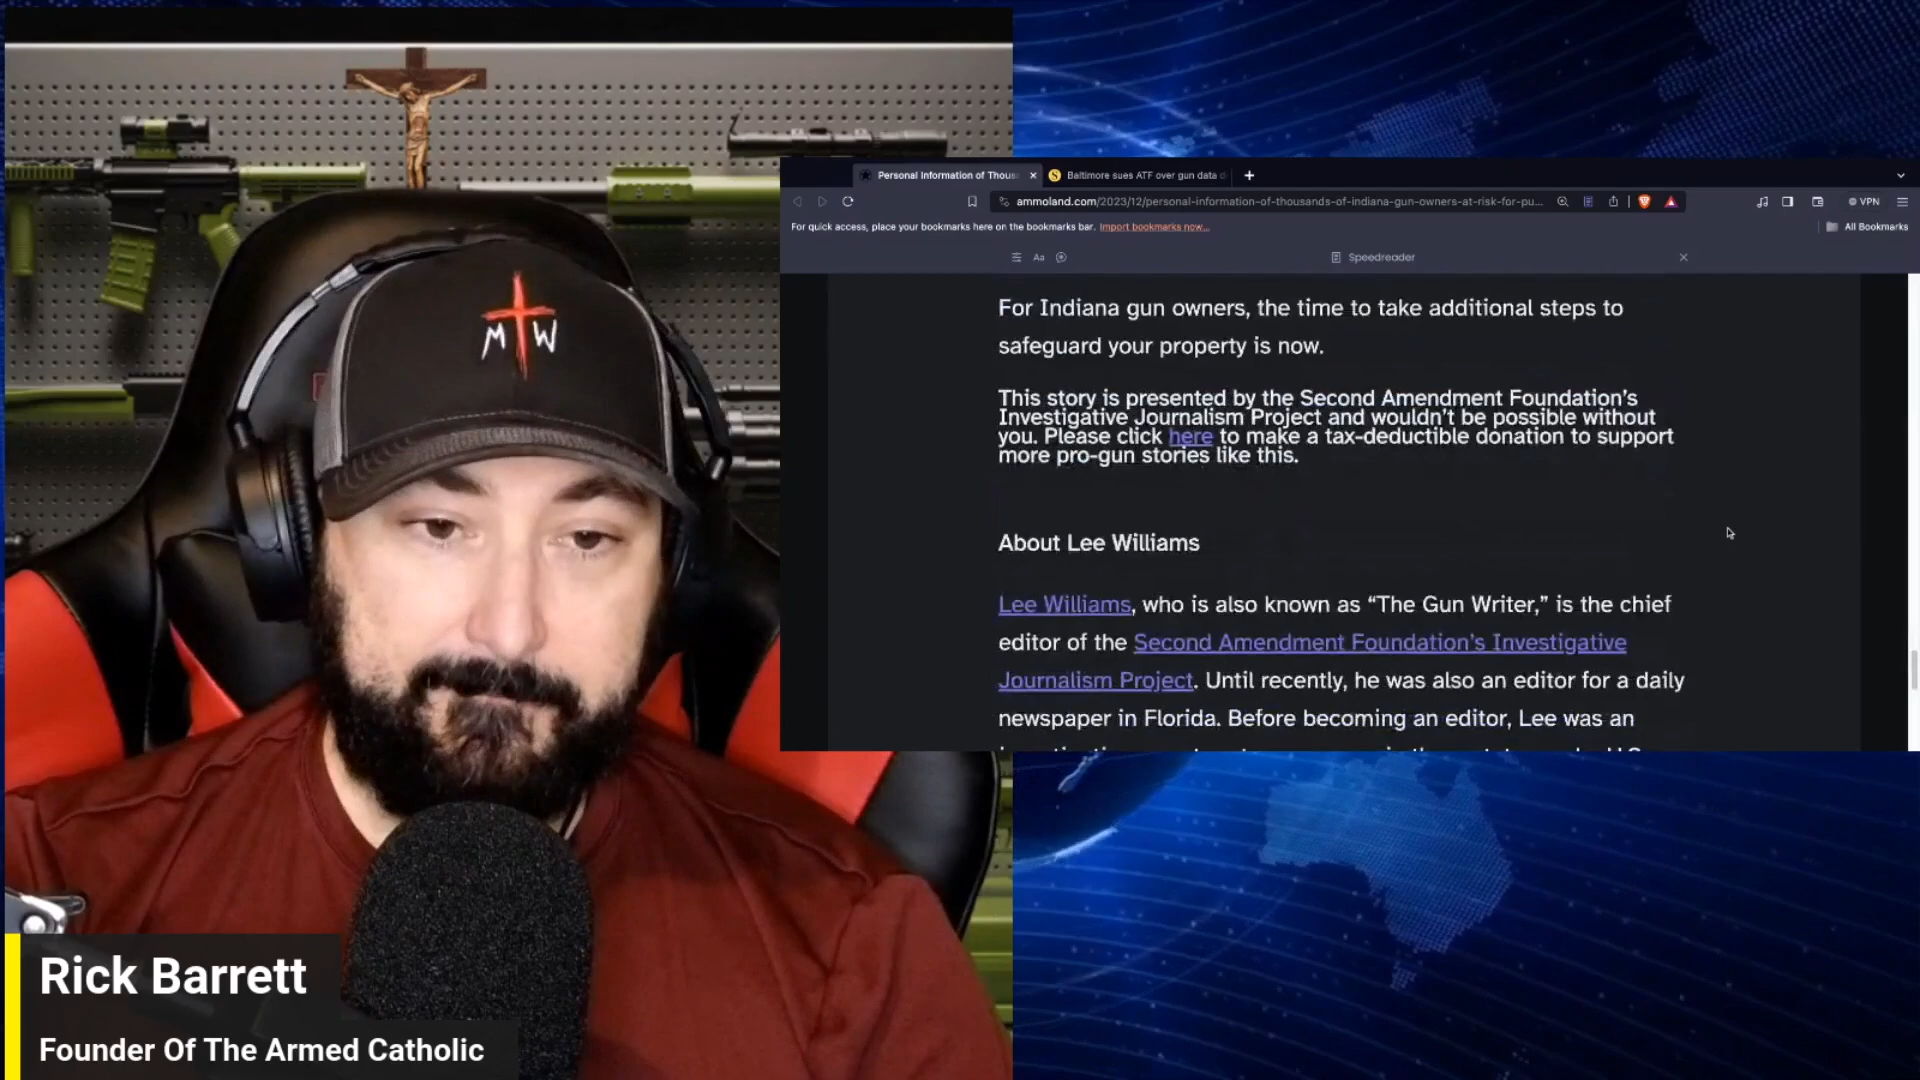 M W
Rick Barrett
Founder Of The Armed Catholic
Personal Information of Thous
Baltimore sues ATF over gun data
ammoland.com/2023/12/personal-information-of-thousands-of-indiana-gun-owners-at-risk-for-pu...
VPN
For quick access, place your bookmarks here on the bookmarks bar. Import bookmarks now...
All Bookmarks
Aa
Speedreader
For Indiana gun owners, the time to take additional steps to
safeguard your property is now.
This story is presented by the Second Amendment Foundation’s
Investigative Journalism Project and wouldn’t be possible without
you. Please click here to make a tax-deductible donation to support
more pro-gun stories like this.
About Lee Williams
Lee Williams, who is also known as “The Gun Writer,” is the chief
editor of the Second Amendment Foundation’s Investigative
Journalism Project. Until recently, he was also an editor for a daily
newspaper in Florida. Before becoming an editor, Lee was an